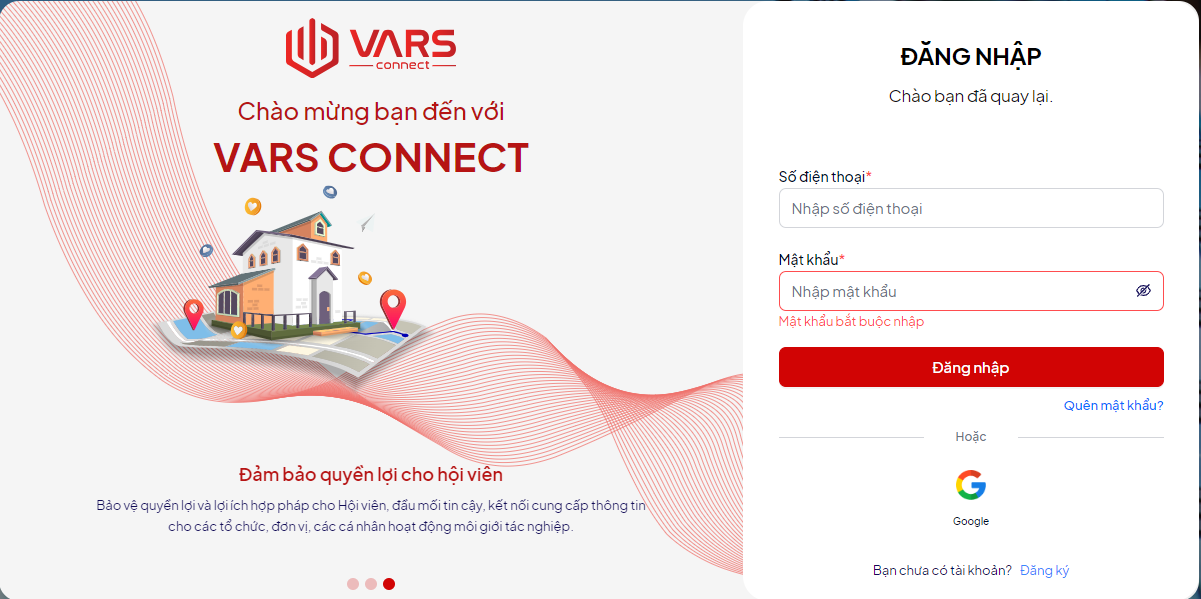 VARS
connect
Chào mừng bạn đến với
VARS CONNECT
Đảm bảo quyền lợi cho hội viên
Bảo vệ quyền lợi và lợi ích hợp pháp cho Hội viên, đầu mối tin cậy, kết nối cung cấp thông tin
cho các tổ chức, đơn vị, các cá nhân hoạt động môi giới tác nghiệp.
ĐĂNG NHẬP
Chào bạn đã quay lại.
Số điện thoại*
Nhập số điện thoại
Mật khẩu*
Nhập mật khẩu
Mật khẩu bắt buộc nhập
Đăng nhập
Quên mật khẩu?
Hoặc
Google
Bạn chưa có tài khoản? Đăng ký